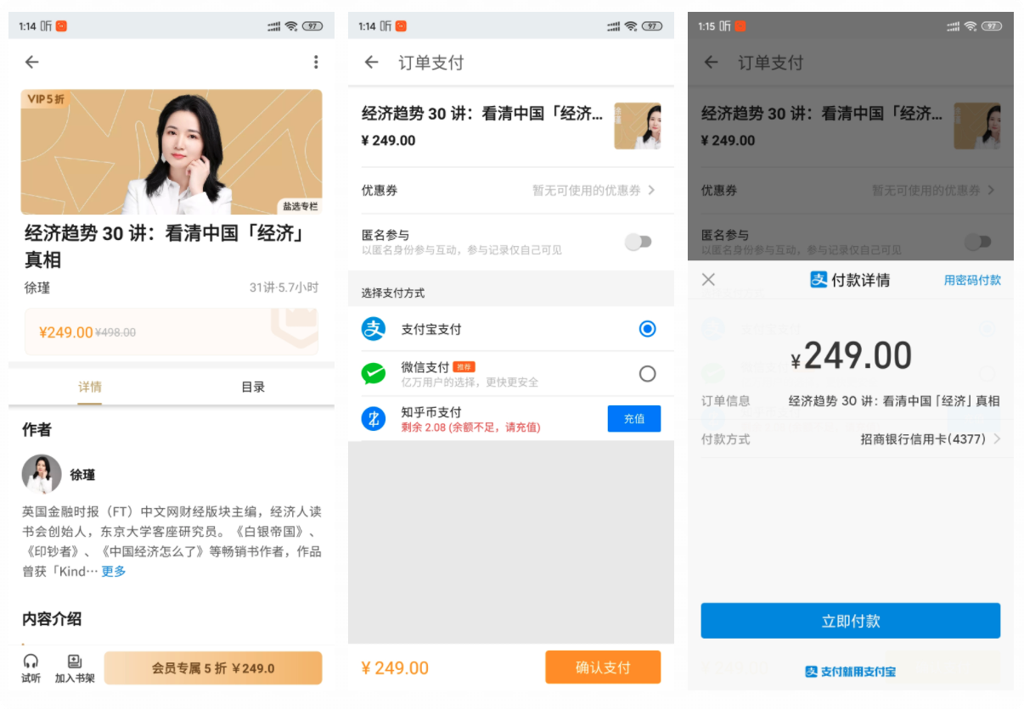 1:14 听
97
VIP 5 折
盐选专栏
经济趋势 30 讲：看清中国「经济」
真相
徐瑾
31讲·5.7小时
¥249.00 ¥498.00
详情
目录
作者
徐瑾
英国金融时报（FT）中文网财经版块主编，经济人读
书会创始人，东京大学客座研究员。《白银帝国》、
《印钞者》、《中国经济怎么了》等畅销书作者，作品
曾获「Kind… 更多
内容介绍
试听
加入书架
会员专属 5 折 ¥249.0
1:14 听
97
订单支付
经济趋势 30 讲：看清中国「经济...
¥ 249.00
优惠券
暂无可使用的优惠券
匿名参与
以匿名身份参与互动，参与记录仅自己可见
选择支付方式
支付宝支付
微信支付 推荐
亿万用户的选择，更快更安全
知乎币支付
剩余 2.08 (余额不足，请充值)
充值
¥ 249.00
确认支付
1:15 听
97
订单支付
经济趋势 30 讲：看清中国「经济...
¥ 249.00
优惠券
暂无可使用的优惠券
匿名参与
以匿名身份参与互动，参与记录仅自己可见
付款详情
用密码付款
¥249.00
订单信息
经济趋势 30 讲：看清中国「经济」真相
付款方式
招商银行信用卡(4377)
立即付款
支付就用支付宝